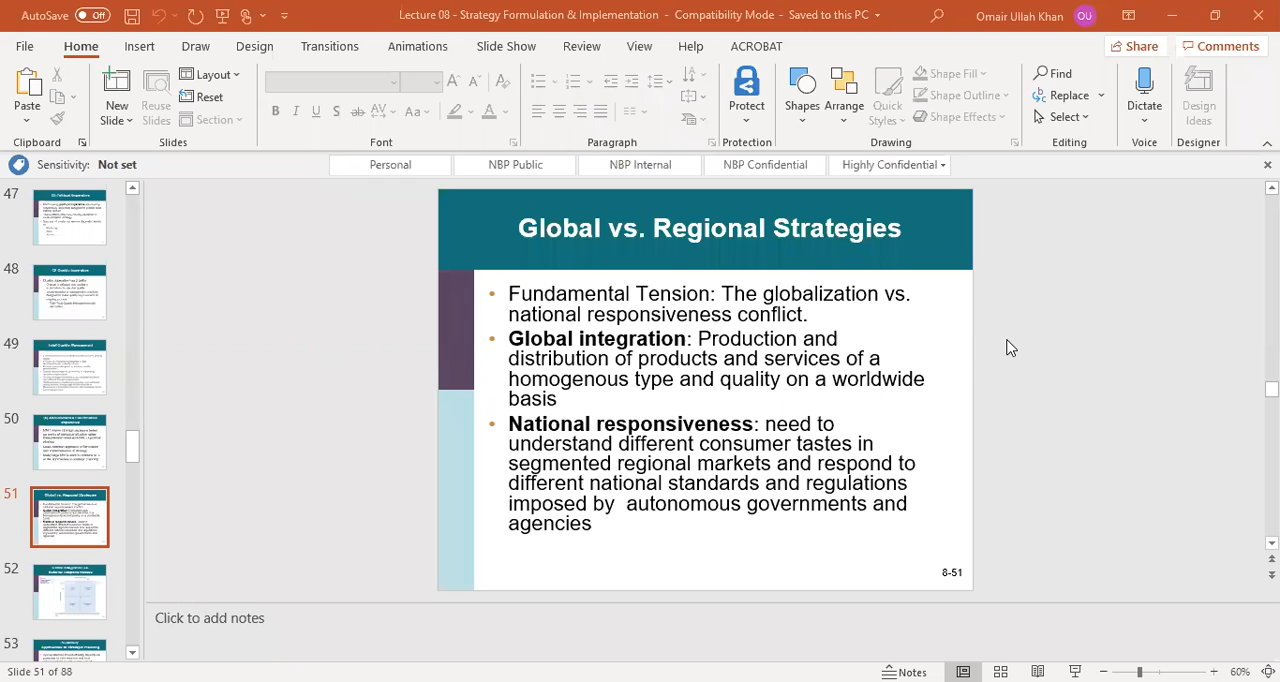 AutoSave Off Lecture 08 - Strategy Formulation & Implementation - Compatibility Mode - Saved to this PC Omair Ullah Khan OU
File Home Insert Draw Design Transitions Animations Slide Show Review View Help ACROBAT Share Comments
Paste New Slide Reuse Slides Layout Reset Section
B I U S ab AV Aa A A A A
Protect Shapes Arrange Quick Styles Shape Fill Shape Outline Shape Effects Find Replace Select Dictate Design Ideas
Clipboard Slides Font Paragraph Protection Drawing Editing Voice Designer
Sensitivity: Not set Personal NBP Public NBP Internal NBP Confidential Highly Confidential
47
48
49
50
51
Global vs. Regional Strategies
52
53
Global vs. Regional Strategies
• Fundamental Tension: The globalization vs.
national responsiveness conflict.
• Global integration: Production and
distribution of products and services of a
homogenous type and quality on a worldwide
basis
• National responsiveness: need to
understand different consumer tastes in
segmented regional markets and respond to
different national standards and regulations
imposed by autonomous governments and
agencies
8-51
Click to add notes
Slide 51 of 88 Notes 60%